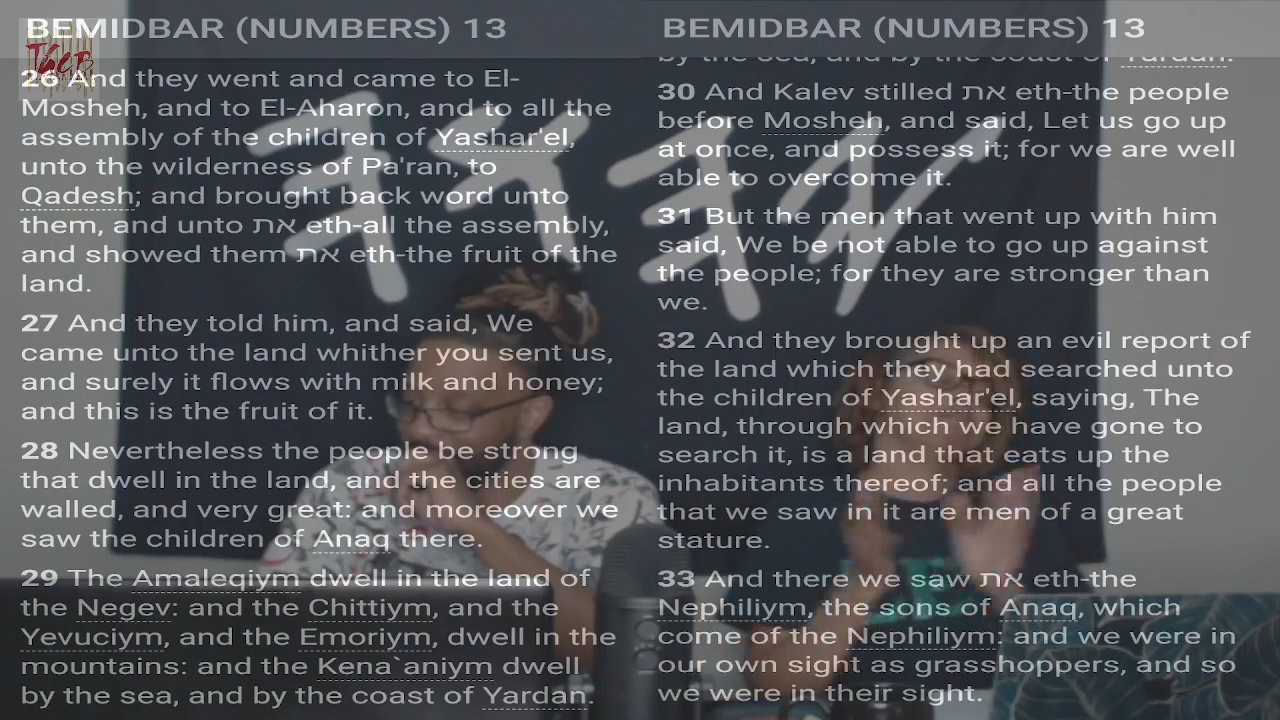 BEMIDBAR (NUMBERS) 13
26 And they went and came to El-
Mosheh, and to El-Aharon, and to all the
assembly of the children of Yashar'el,
unto the wilderness of Pa'ran, to
Qadesh; and brought back word unto
them, and unto את eth-all the assembly,
and showed them את eth-the fruit of the
land.
27 And they told him, and said, We
came unto the land whither you sent us,
and surely it flows with milk and honey;
and this is the fruit of it.
28 Nevertheless the people be strong
that dwell in the land, and the cities are
walled, and very great: and moreover we
saw the children of Anaq there.
29 The Amaleqiym dwell in the land of
the Negev: and the Chittiym, and the
Yevuciym, and the Emoriym, dwell in the
mountains: and the Kena`aniym dwell
by the sea, and by the coast of Yardan.
BEMIDBAR (NUMBERS) 13
by the sea, and by the coast of Yardan.
30 And Kalev stilled את eth-the people
before Mosheh, and said, Let us go up
at once, and possess it; for we are well
able to overcome it.
31 But the men that went up with him
said, We be not able to go up against
the people; for they are stronger than
we.
32 And they brought up an evil report of
the land which they had searched unto
the children of Yashar'el, saying, The
land, through which we have gone to
search it, is a land that eats up the
inhabitants thereof; and all the people
that we saw in it are men of a great
stature.
33 And there we saw את eth-the
Nephiliym, the sons of Anaq, which
come of the Nephiliym: and we were in
our own sight as grasshoppers, and so
we were in their sight.